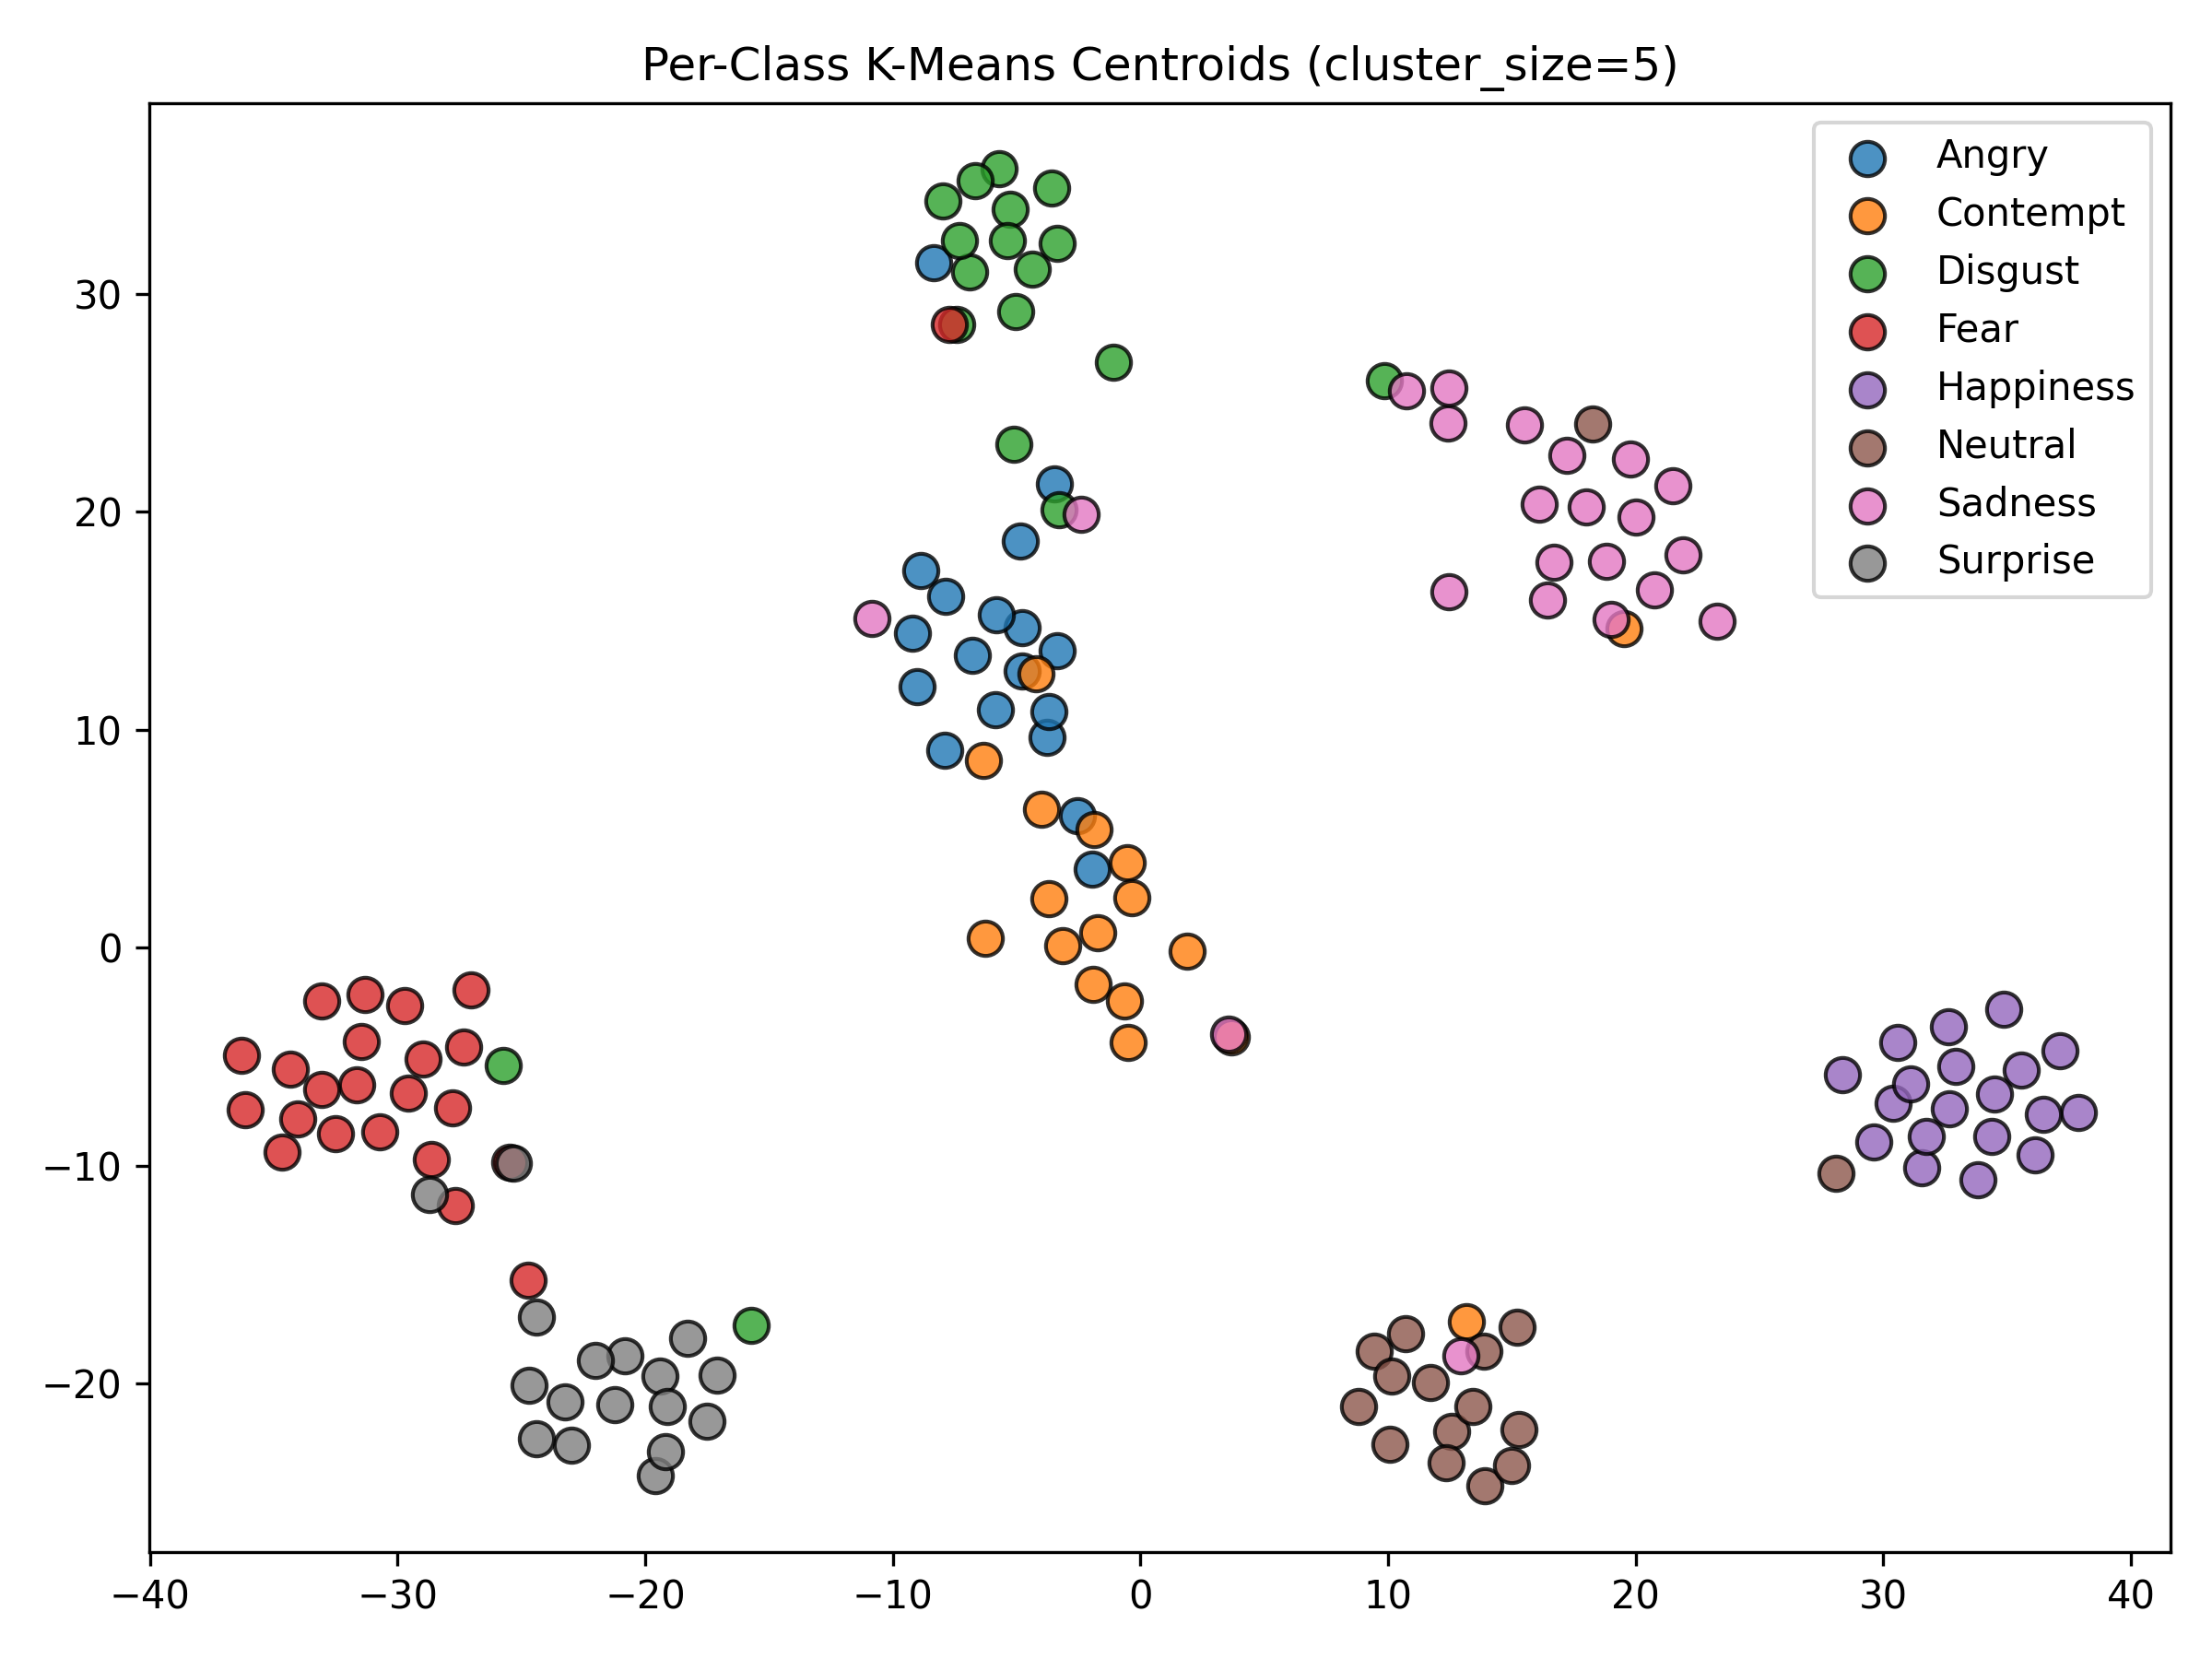 Per-Class K-Means Centroids (cluster_size=5)
Angry
Contempt
Disgust
Fear
Happiness
Neutral
Sadness
Surprise
30
20
10
0
−10
−20
−40
−30
−20
−10
0
10
20
30
40